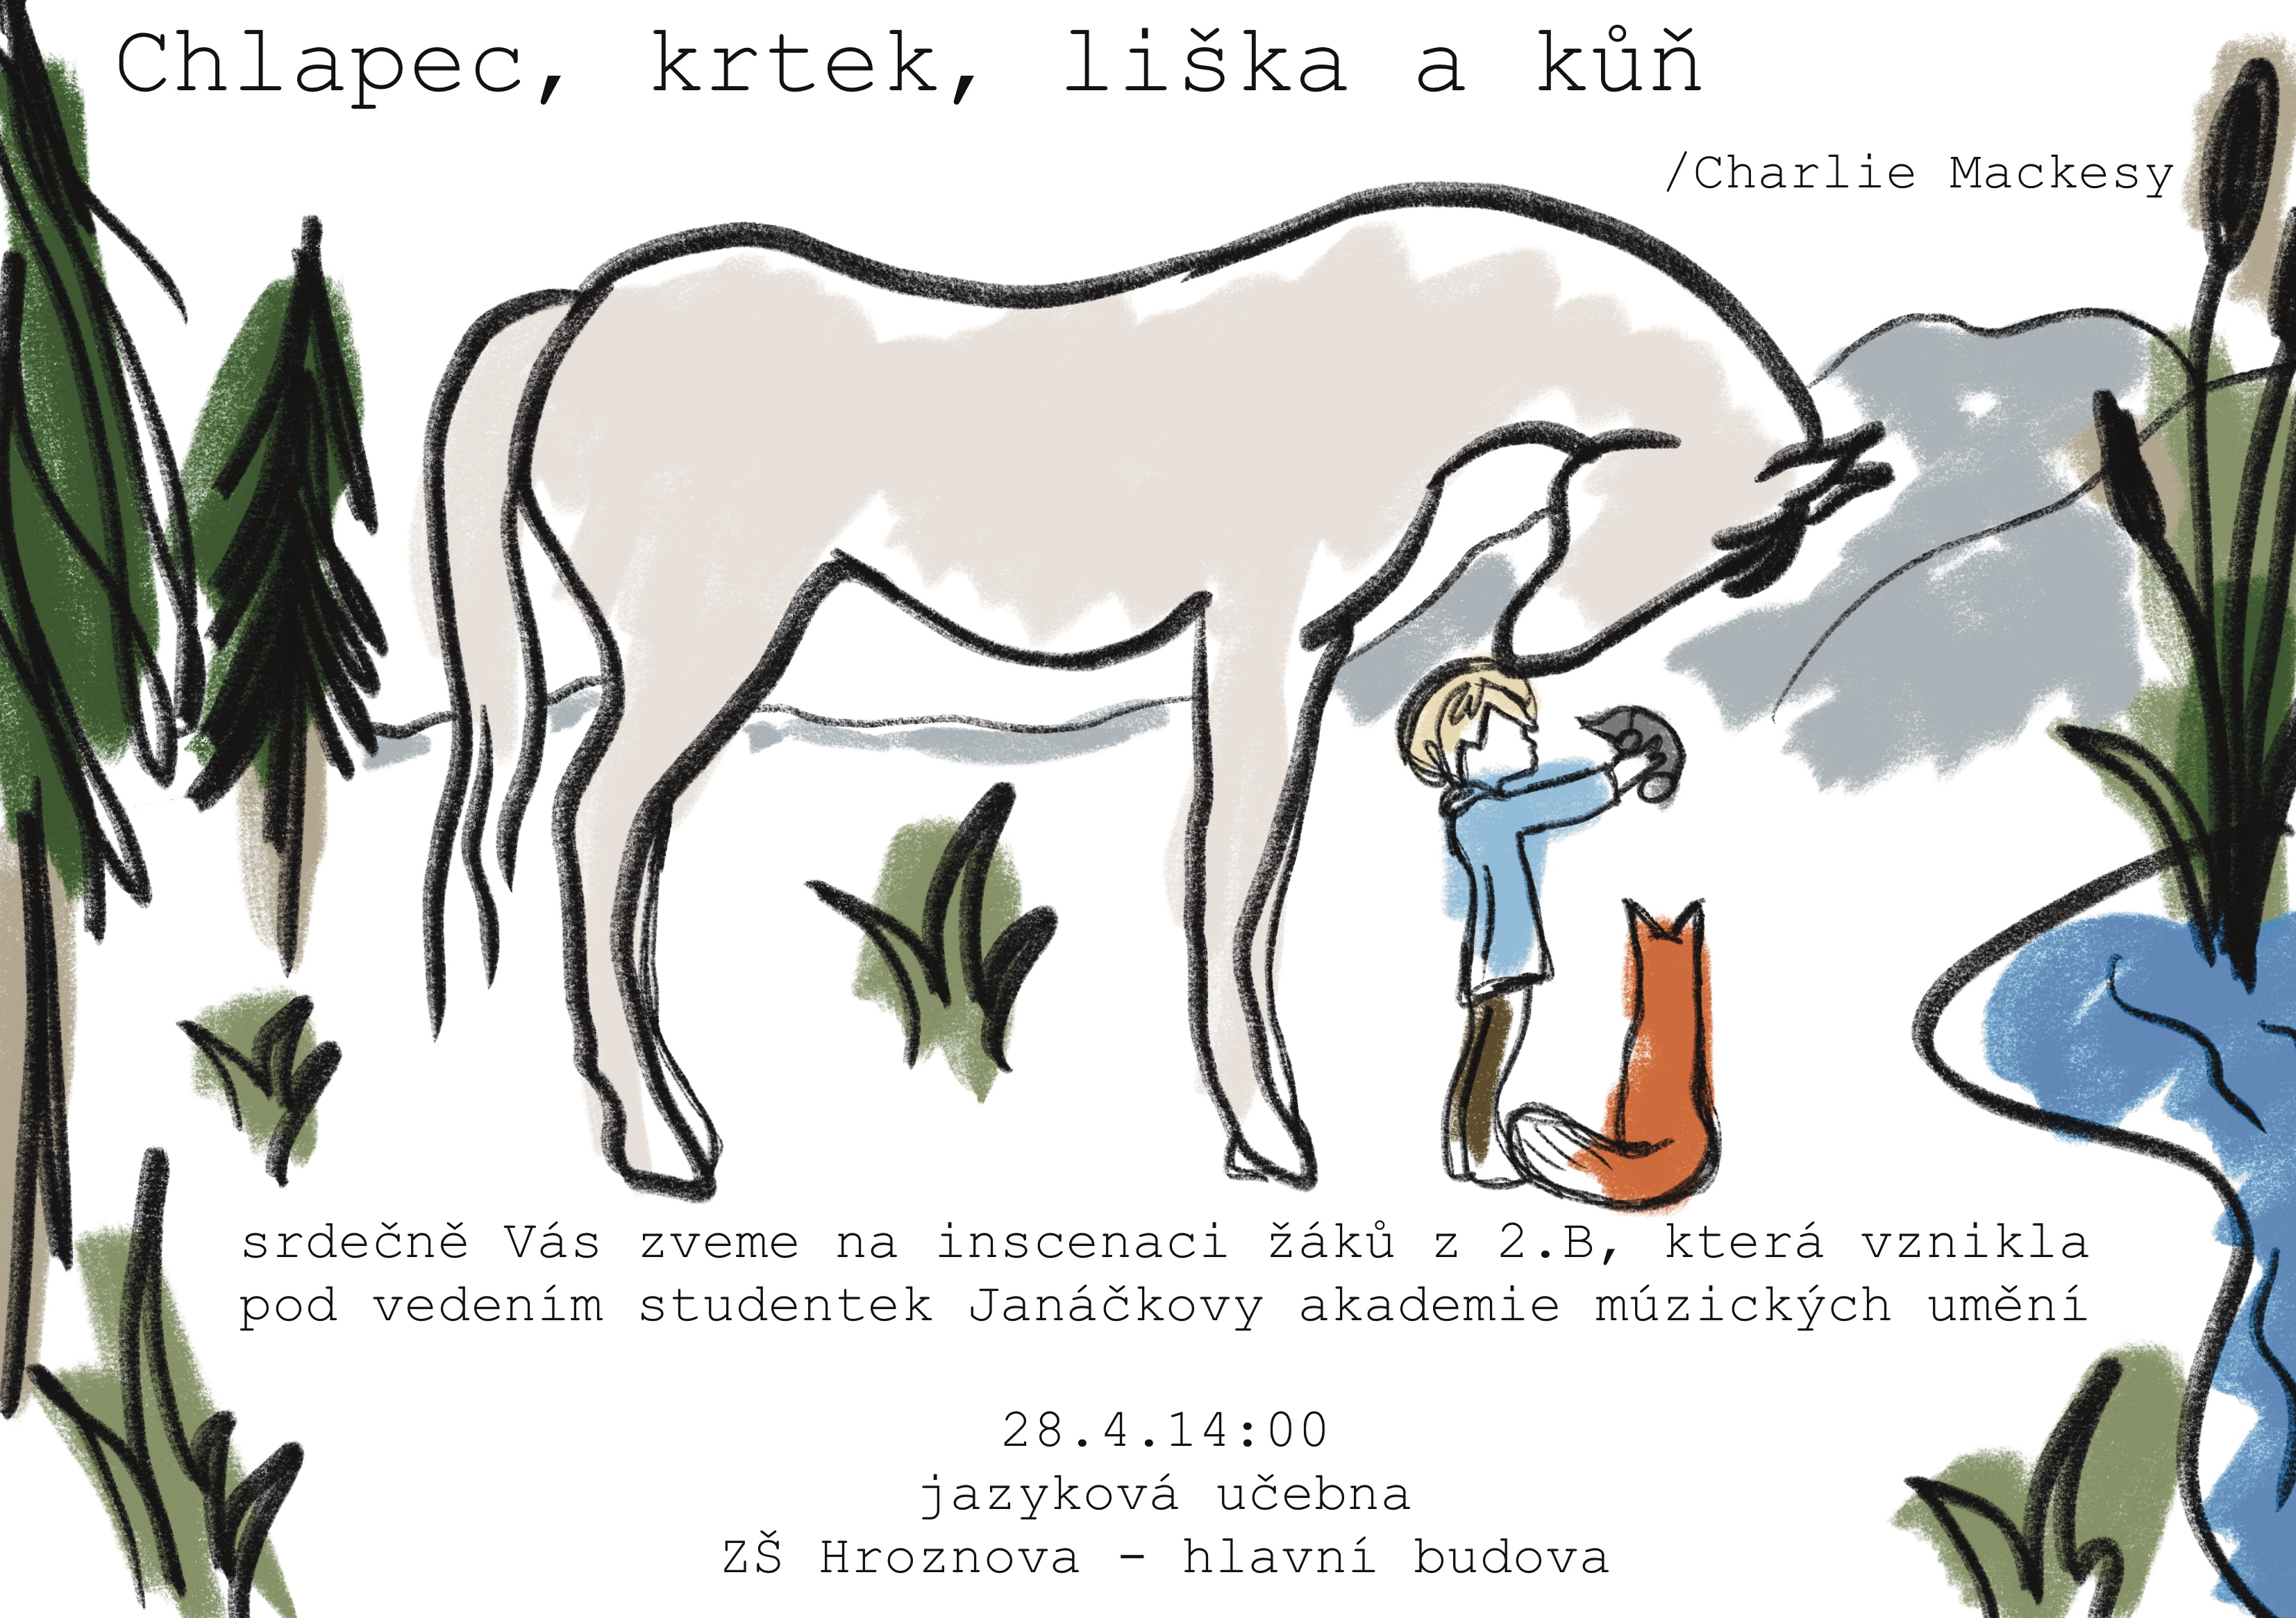 Chlapec, krtek, liška a kůň
/Charlie Mackesy
srdečně Vás zveme na inscenaci žáků z 2.B, která vznikla
pod vedením studentek Janáčkovy akademie múzických umění
28.4.14:00
jazyková učebna
ZŠ Hroznova - hlavní budova